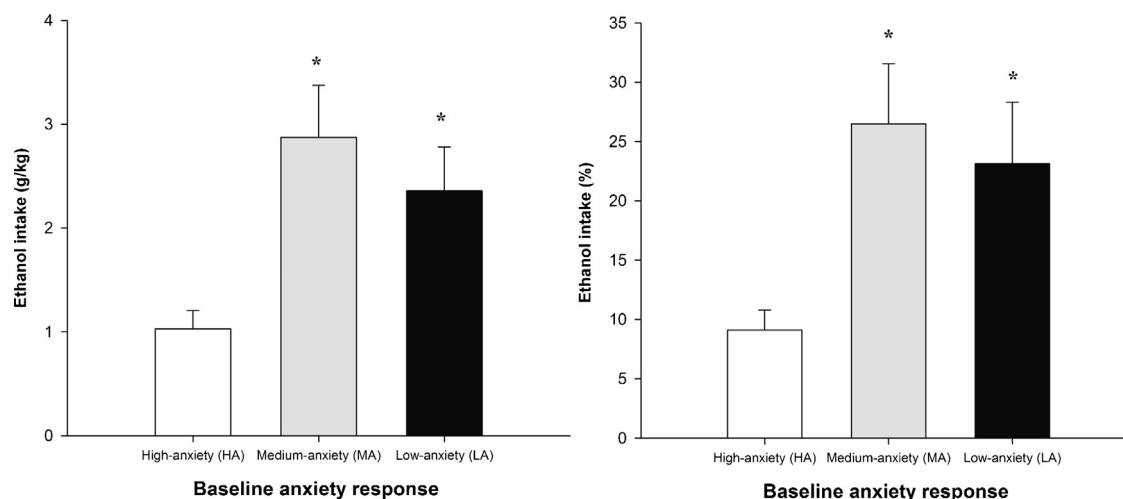 Ethanol intake (g/kg)
4
3
2
1
0
*
*
High-anxiety (HA) Medium-anxiety (MA) Low-anxiety (LA)
Baseline anxiety response
Ethanol intake (%)
35
30
25
20
15
10
5
0
*
*
High-anxiety (HA) Medium-anxiety (MA) Low-anxiety (LA)
Baseline anxiety response